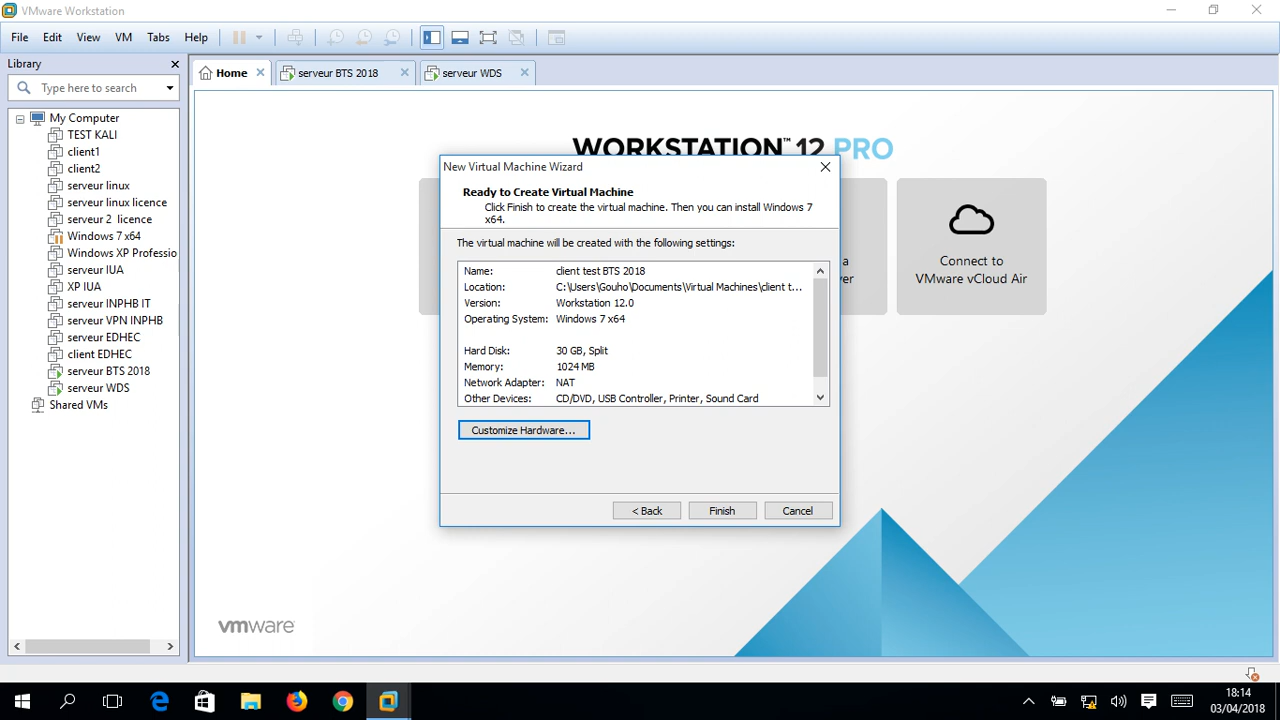 VMware Workstation
File Edit View VM Tabs Help
Library
Type here to search
My Computer
TEST KALI
client1
client2
serveur linux
serveur linux licence
serveur 2 licence
Windows 7 x64
Windows XP Professio
serveur IUA
XP IUA
serveur INPHB IT
serveur VPN INPHB
serveur EDHEC
client EDHEC
serveur BTS 2018
serveur WDS
Shared VMs
Home serveur BTS 2018 serveur WDS
WORKSTATION™ 12 PRO
New Virtual Machine Wizard
Ready to Create Virtual Machine
Click Finish to create the virtual machine. Then you can install Windows 7
x64.
The virtual machine will be created with the following settings:
Name: client test BTS 2018
Location: C:\Users\Gouho\Documents\Virtual Machines\client t...
Version: Workstation 12.0
Operating System: Windows 7 x64
Hard Disk: 30 GB, Split
Memory: 1024 MB
Network Adapter: NAT
Other Devices: CD/DVD, USB Controller, Printer, Sound Card
Customize Hardware...
< Back Finish Cancel
a
ver
Connect to
VMware vCloud Air
vmware
18:14
03/04/2018